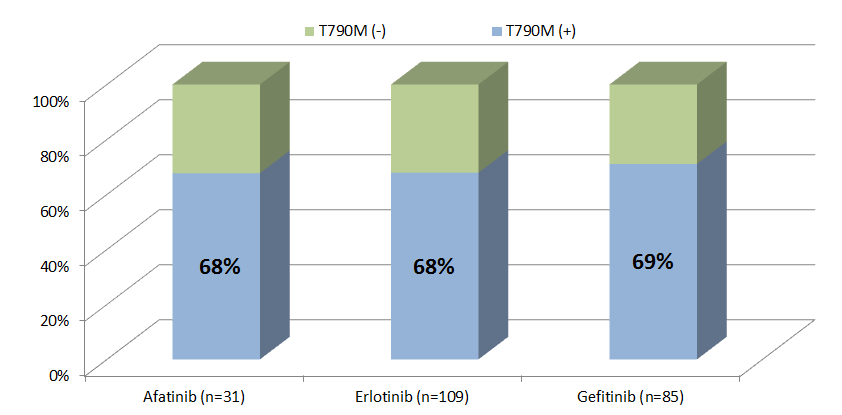 T790M (-) T790M (+)
100%
80%
60%
40%
20%
0%
68% 68% 69%
Afatinib (n=31) Erlotinib (n=109) Gefitinib (n=85)